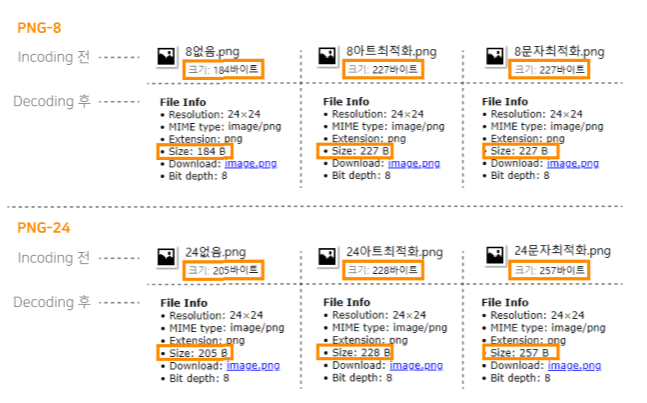 PNG-8
Incoding 전
8없음.png
크기: 184바이트
8아트최적화.png
크기: 227바이트
8문자최적화.png
크기: 227바이트
Decoding 후
File Info
• Resolution: 24×24
• MIME type: image/png
• Extension: png
• Size: 184 B
• Download: image.png
• Bit depth: 8
File Info
• Resolution: 24×24
• MIME type: image/png
• Extension: png
• Size: 227 B
• Download: image.png
• Bit depth: 8
File Info
• Resolution: 24×24
• MIME type: image/png
• Extension: png
• Size: 227 B
• Download: image.png
• Bit depth: 8
PNG-24
Incoding 전
24없음.png
크기: 205바이트
24아트최적화.png
크기: 228바이트
24문자최적화.png
크기: 257바이트
Decoding 후
File Info
• Resolution: 24×24
• MIME type: image/png
• Extension: png
• Size: 205 B
• Download: image.png
• Bit depth: 8
File Info
• Resolution: 24×24
• MIME type: image/png
• Extension: png
• Size: 228 B
• Download: image.png
• Bit depth: 8
File Info
• Resolution: 24×24
• MIME type: image/png
• Extension: png
• Size: 257 B
• Download: image.png
• Bit depth: 8